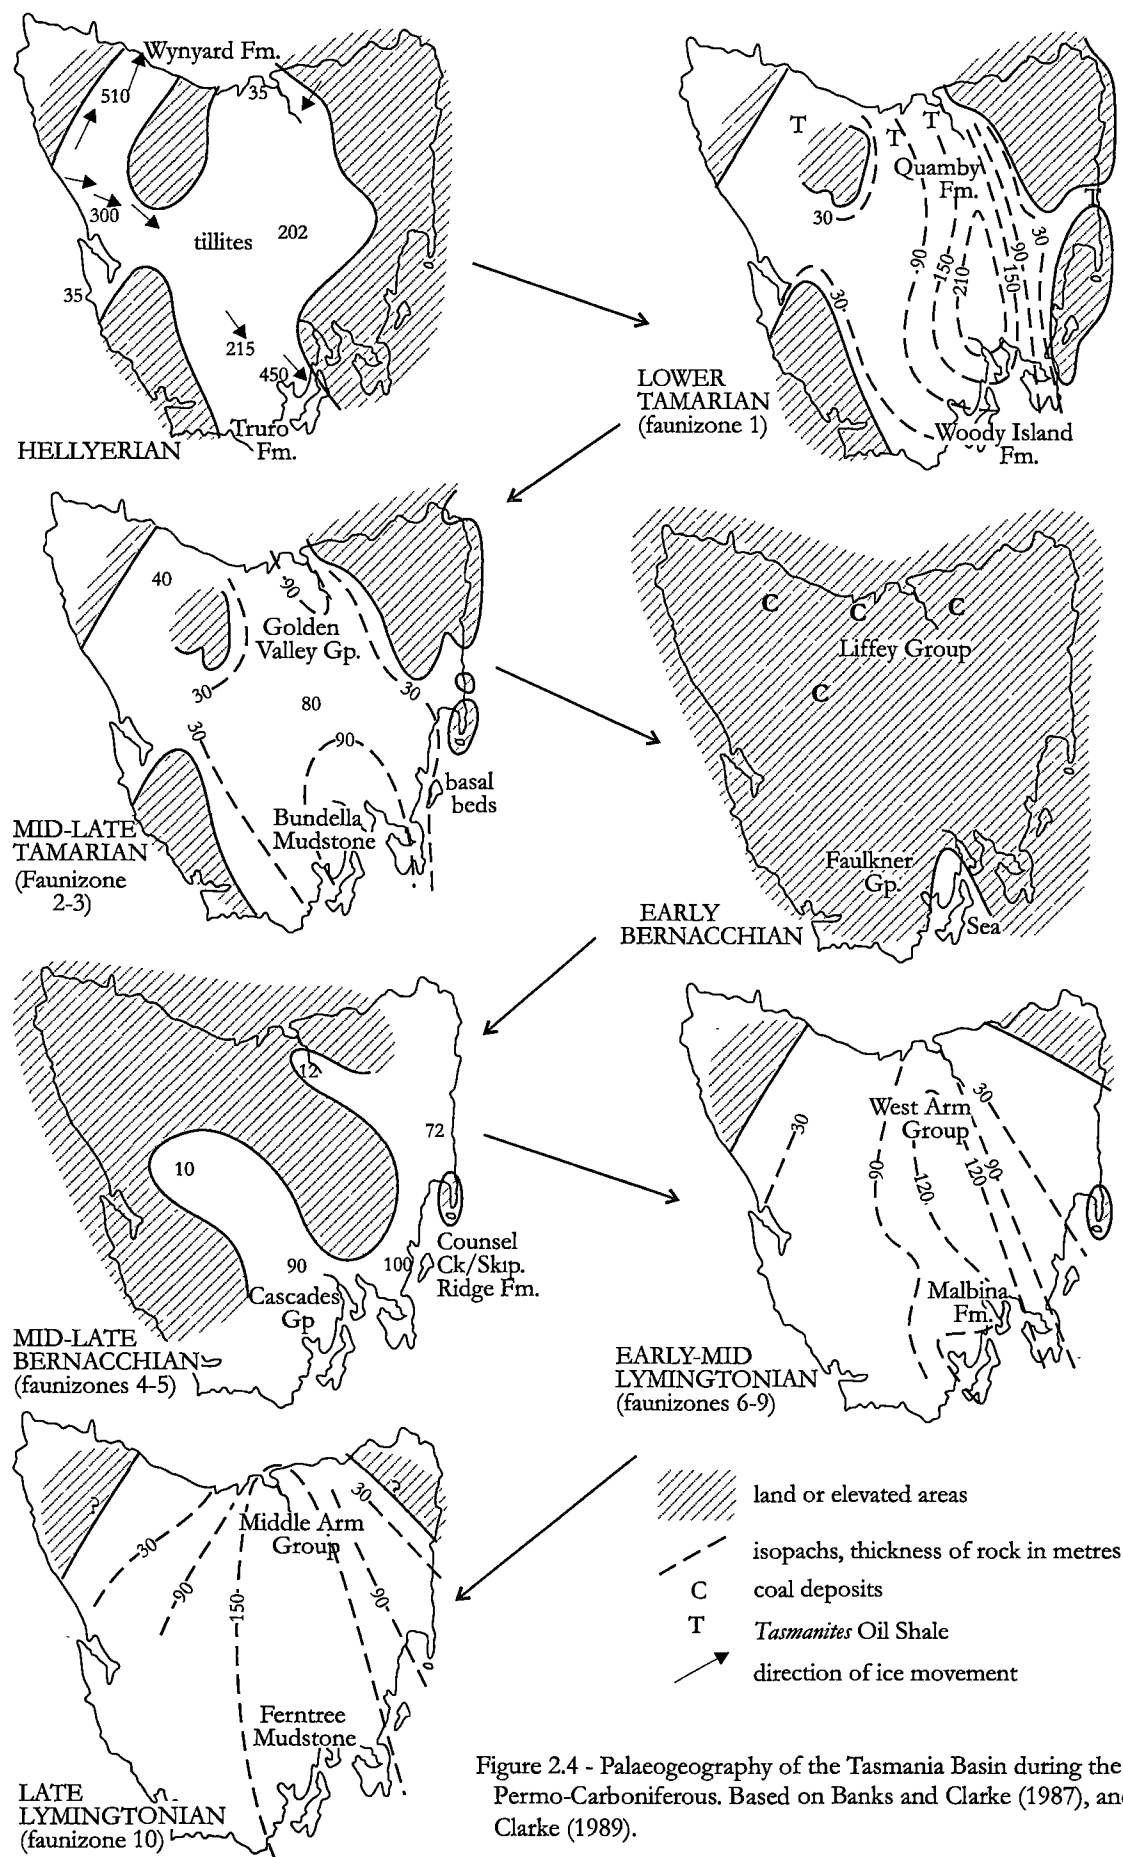 Wynyard Fm.
510
35
300
tillites
202
35
215
450
Truro
Fm.
HELLYERIAN
T
T
T
Quamby
Fm.
T
30
90
150
210
150
90
30
30
LOWER
TAMARIAN
(faunizone 1)
Woody Island
Fm.
40
90
Golden
Valley Gp.
30
30
80
30
90
basal
beds
Bundella
Mudstone
MID-LATE
TAMARIAN
(Faunizone
2-3)
C
C
C
Liffey Group
C
Faulkner
Gp.
Sea
EARLY
BERNACCHIAN
12
72
10
90
100
Counsel
Ck/Skip.
Ridge Fm.
Cascades
Gp
MID-LATE
BERNACCHIAN
(faunizones 4-5)
30
West Arm
Group
30
90
120
120
90
Malbina
Fm.
EARLY-MID
LYMINGTONIAN
(faunizones 6-9)
?
?
30
Middle Arm
Group
30
90
150
90
Ferntree
Mudstone
LATE
LYMINGTONIAN
(faunizone 10)
land or elevated areas
isopachs, thickness of rock in metres
C coal deposits
T Tasmanites Oil Shale
direction of ice movement
Figure 2.4 - Palaeogeography of the Tasmania Basin during the
Permo-Carboniferous. Based on Banks and Clarke (1987), an
Clarke (1989).